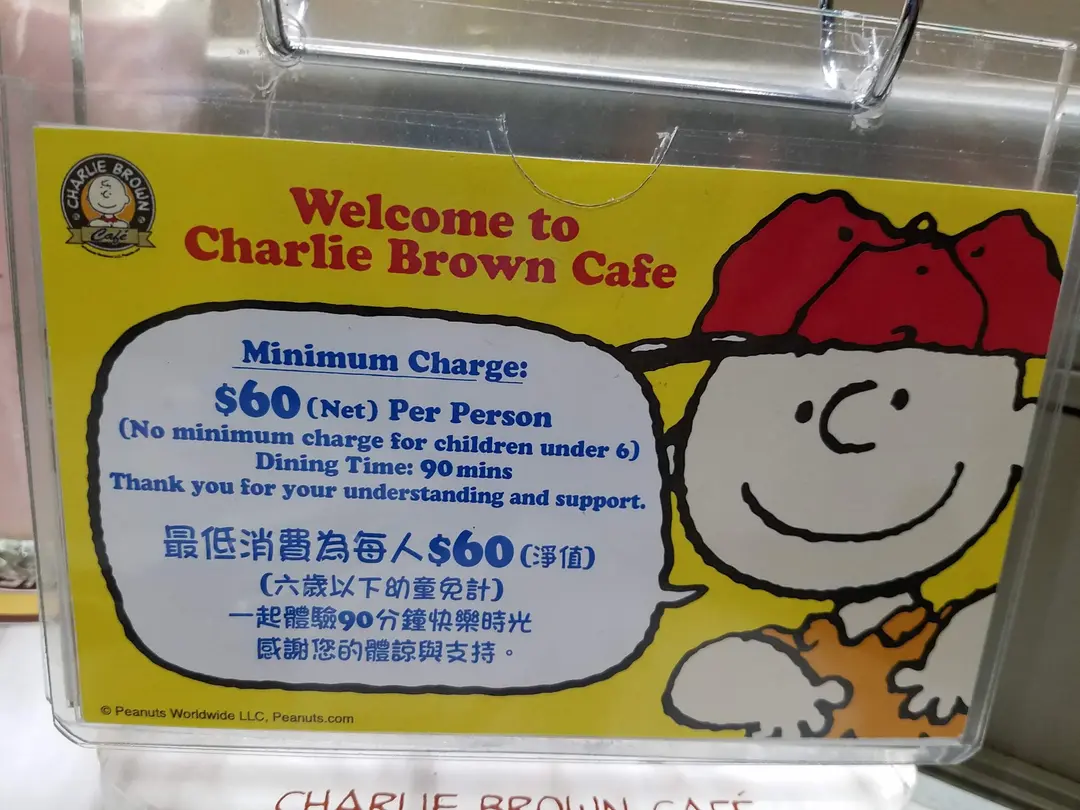 CHARLIE BROWN
Cafe
Welcome to
Charlie Brown Cafe
Minimum Charge:
$60 (Net) Per Person
(No minimum charge for children under 6)
Dining Time: 90 mins
Thank you for your understanding and support.
最低消費為每人$60 (淨值)
(六歲以下幼童免計)
一起體驗90分鐘快樂時光
感謝您的體諒與支持。
© Peanuts Worldwide LLC, Peanuts.com
CHARLIE BROWN CAFÉ